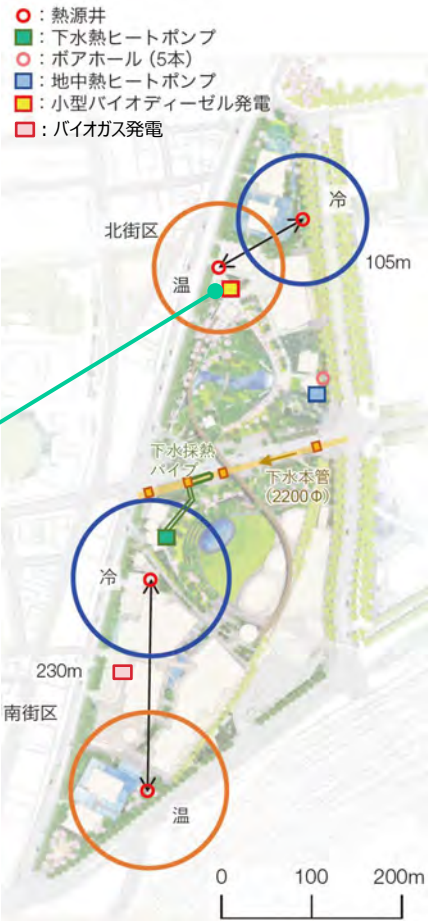 ：熱源井
：下水熱ヒートポンプ
：ボアホール (5本)
：地中熱ヒートポンプ
：小型バイオディーゼル発電
：バイオガス発電
冷
北街区
105m
温
下水採熱
パイプ
下水本管
(2200Φ)
冷
230m
南街区
温
0 100 200m